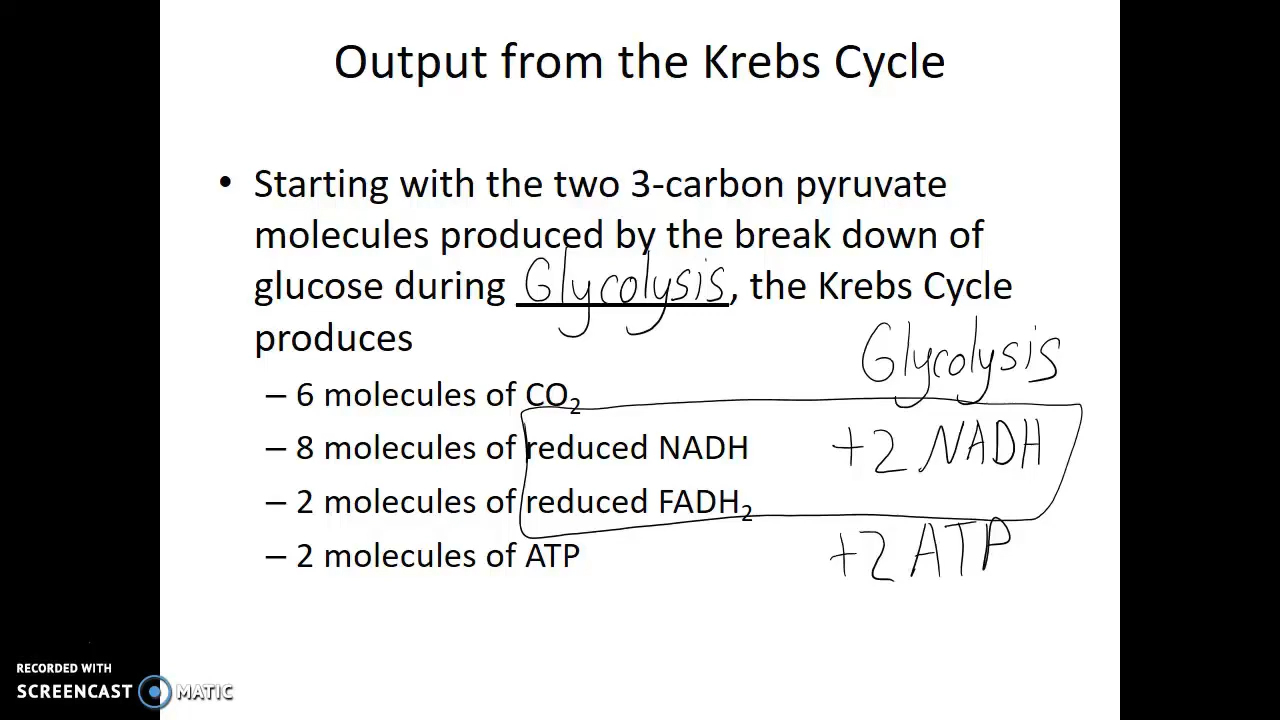 Output from the Krebs Cycle
• Starting with the two 3-carbon pyruvate
molecules produced by the break down of
glucose during Glycolysis, the Krebs Cycle
produces
Glycolysis
– 6 molecules of CO₂
– 8 molecules of reduced NADH +2 NADH
– 2 molecules of reduced FADH₂
– 2 molecules of ATP +2 ATP
RECORDED WITH
SCREENCAST MATIC